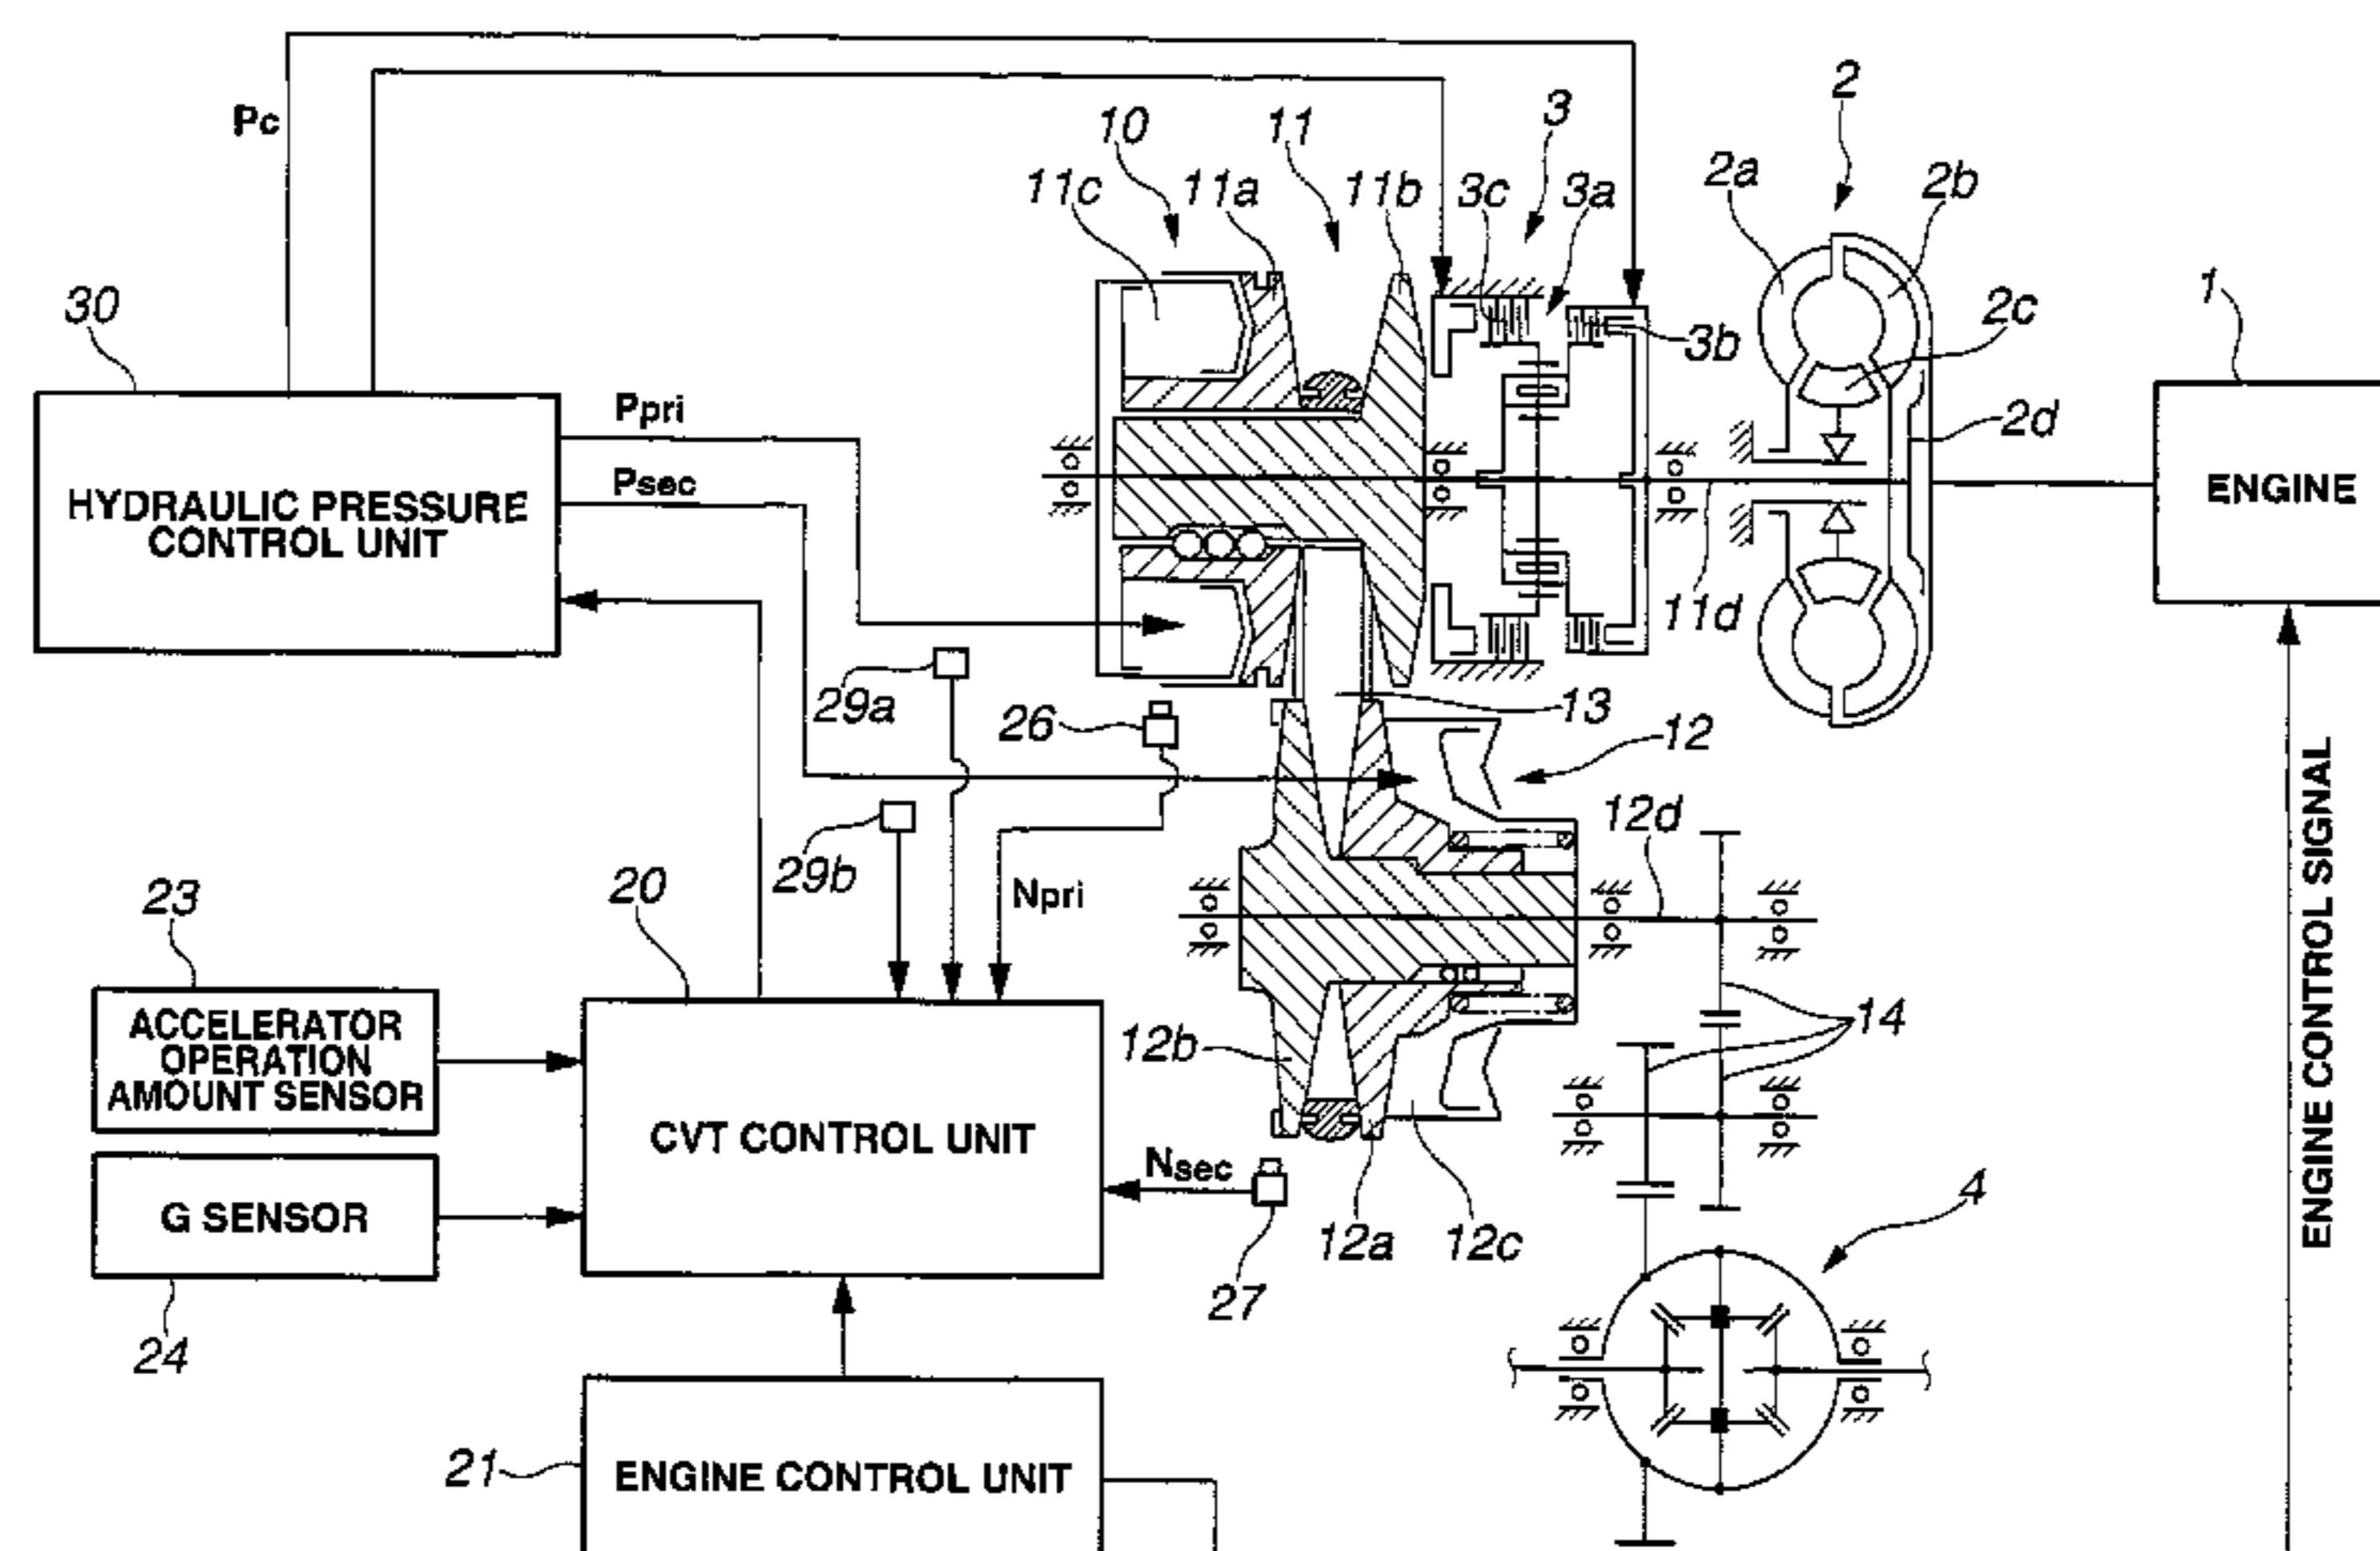 2
3
10
11
Pc
2a
2b
11c
11a
11b
3c
3a
1
30
2c
3b
Ppri
2d
Psec
ENGINE
HYDRAULIC PRESSURE
CONTROL UNIT
11d
29a
26
13
12
12d
29b
20
23
Npri
ENGINE CONTROL SIGNAL
ACCELERATOR
OPERATION
AMOUNT SENSOR
14
12b
CVT CONTROL UNIT
Nsec
4
G SENSOR
12a
12c
27
24
21
ENGINE CONTROL UNIT